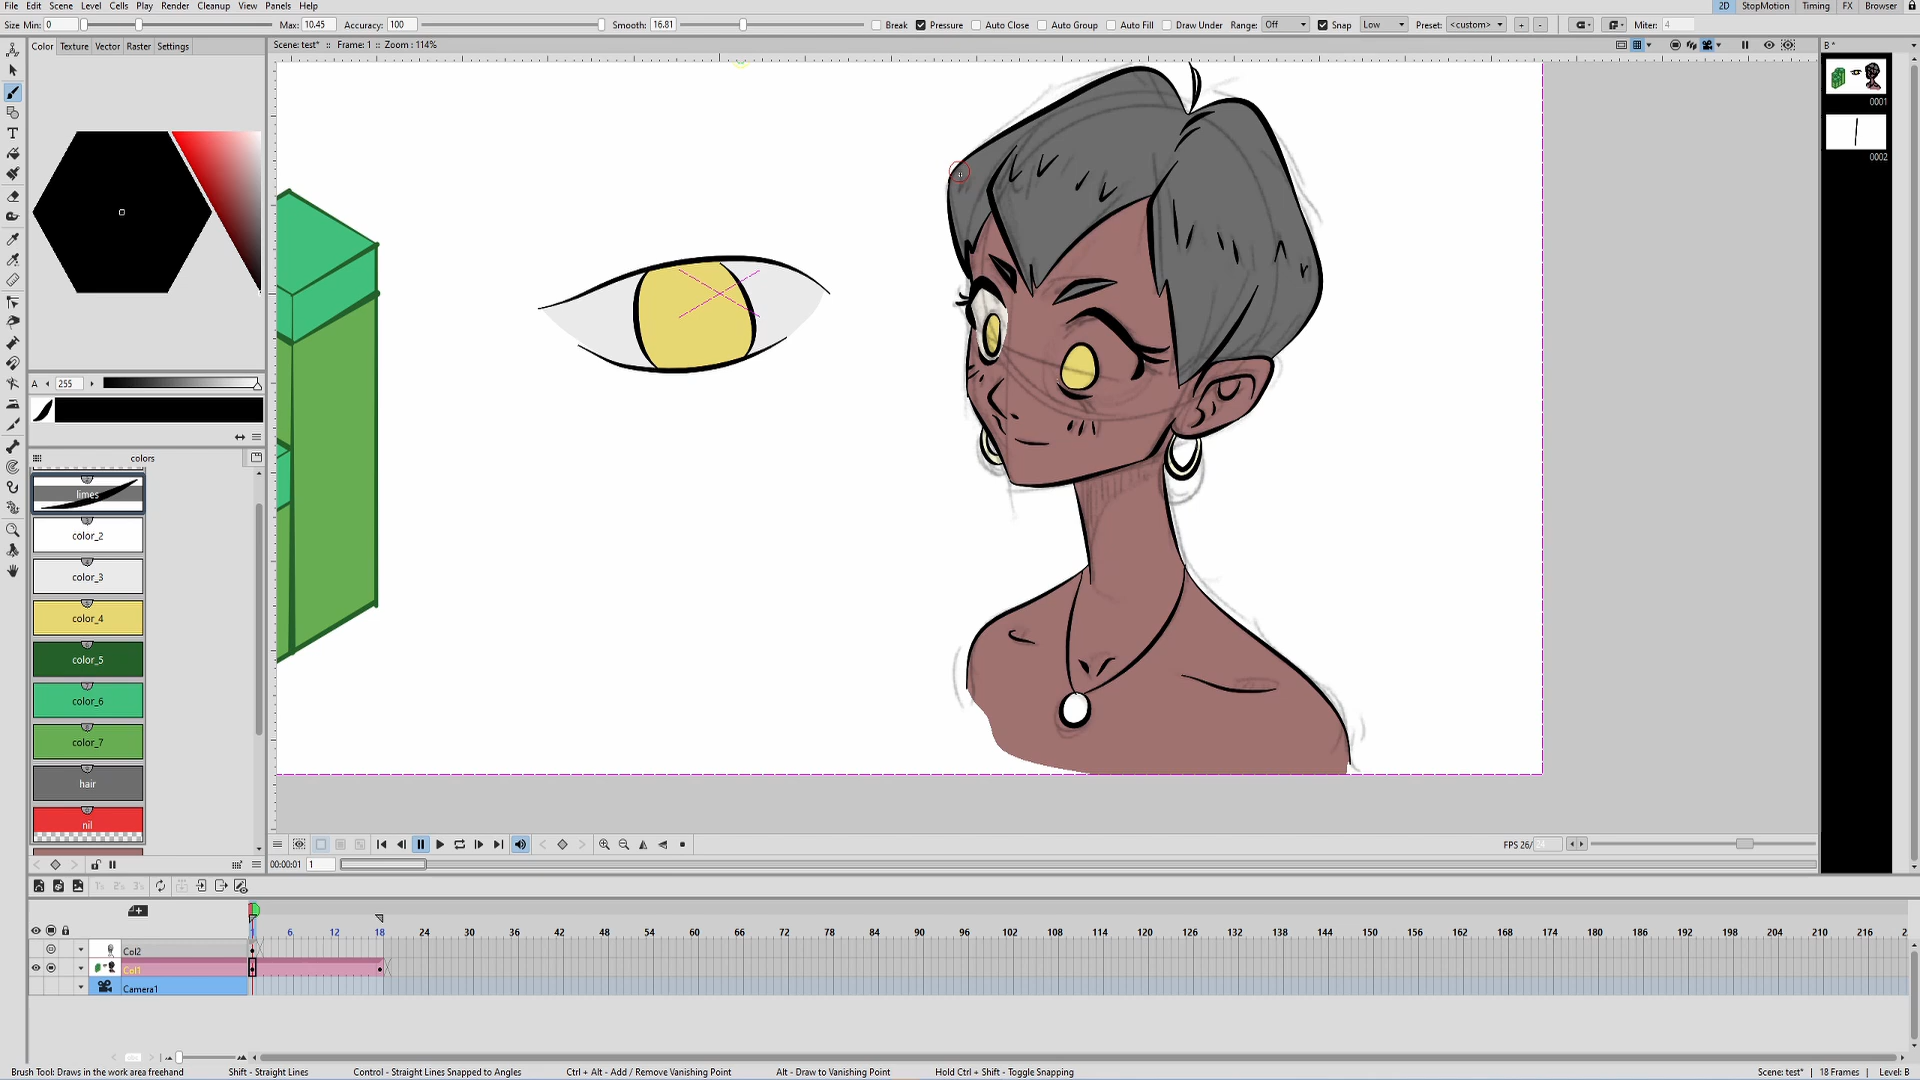 File Edit Scene Level Cells Play Render Cleanup View Panels Help
2D StopMotion Timing FX Browser
Size Min: 0 Max: 10.45 Accuracy: 100 Smooth: 16.81 Break Pressure Auto Close Auto Group Auto Fill Draw Under Range: Off Snap Low Preset: <custom> + - Miter: 4
Color Texture Vector Raster Settings
Scene: test* :: Frame: 1 :: Zoom : 114%
B*
0001
0002
A 255
colors
limes
color_2
color_3
color_4
color_5
color_6
color_7
hair
nil
FPS 26/24
00:00:01 1
1's 2's 3's
6 12 18 24 30 36 42 48 54 60 66 72 78 84 90 96 102 108 114 120 126 132 138 144 150 156 162 168 174 180 186 192 198 204 210 216 2
Col2
Col1
Camera1
Brush Tool: Draws in the work area freehand Shift - Straight Lines Control - Straight Lines Snapped to Angles Ctrl + Alt - Add / Remove Vanishing Point Alt - Draw to Vanishing Point Hold Ctrl + Shift - Toggle Snapping
Scene: test* | 18 Frames | Level: B